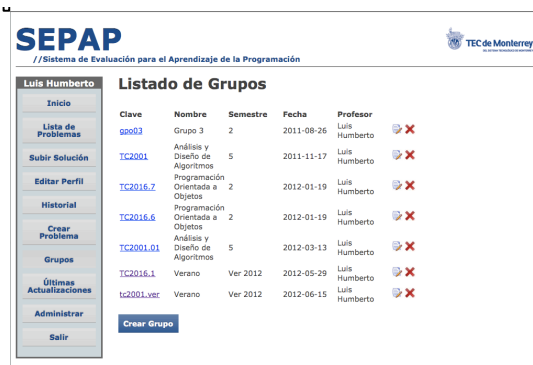 SEPAP
//Sistema de Evaluación para el Aprendizaje de la Programación
TEC de Monterrey
Luis Humberto
Inicio
Lista de
Problemas
Subir Solución
Editar Perfil
Historial
Crear
Problema
Grupos
Últimas
Actualizaciones
Administrar
Salir
Listado de Grupos
Clave Nombre Semestre Fecha Profesor
gpo03 Grupo 3 2 2011-08-26 Luis
Humberto
TC2001 Análisis y
Diseño de
Algoritmos 5 2011-11-17 Luis
Humberto
TC2016.7 Programación
Orientada a
Objetos 2 2012-01-19 Luis
Humberto
TC2016.6 Programación
Orientada a
Objetos 2 2012-01-19 Luis
Humberto
TC2001.01 Análisis y
Diseño de
Algoritmos 5 2012-03-13 Luis
Humberto
TC2016.1 Verano Ver 2012 2012-05-29 Luis
Humberto
tc2001.ver Verano Ver 2012 2012-06-15 Luis
Humberto
Crear Grupo